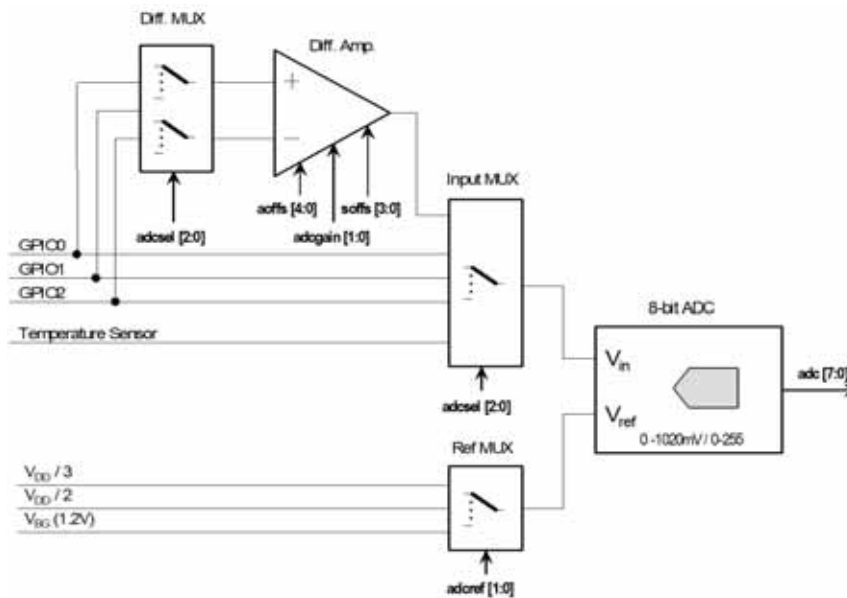 Diff. MUX
Diff. Amp.
+
−
aoffs [4:0]
soffs [3:0]
adcgain [1:0]
adcsel [2:0]
Input MUX
GPIO0
GPIO1
GPIO2
Temperature Sensor
adcsel [2:0]
8-bit ADC
Vin
Vref
0 -1020mV / 0-255
adc [7:0]
Ref MUX
VDD / 3
VDD / 2
VBG (1.2V)
adcref [1:0]